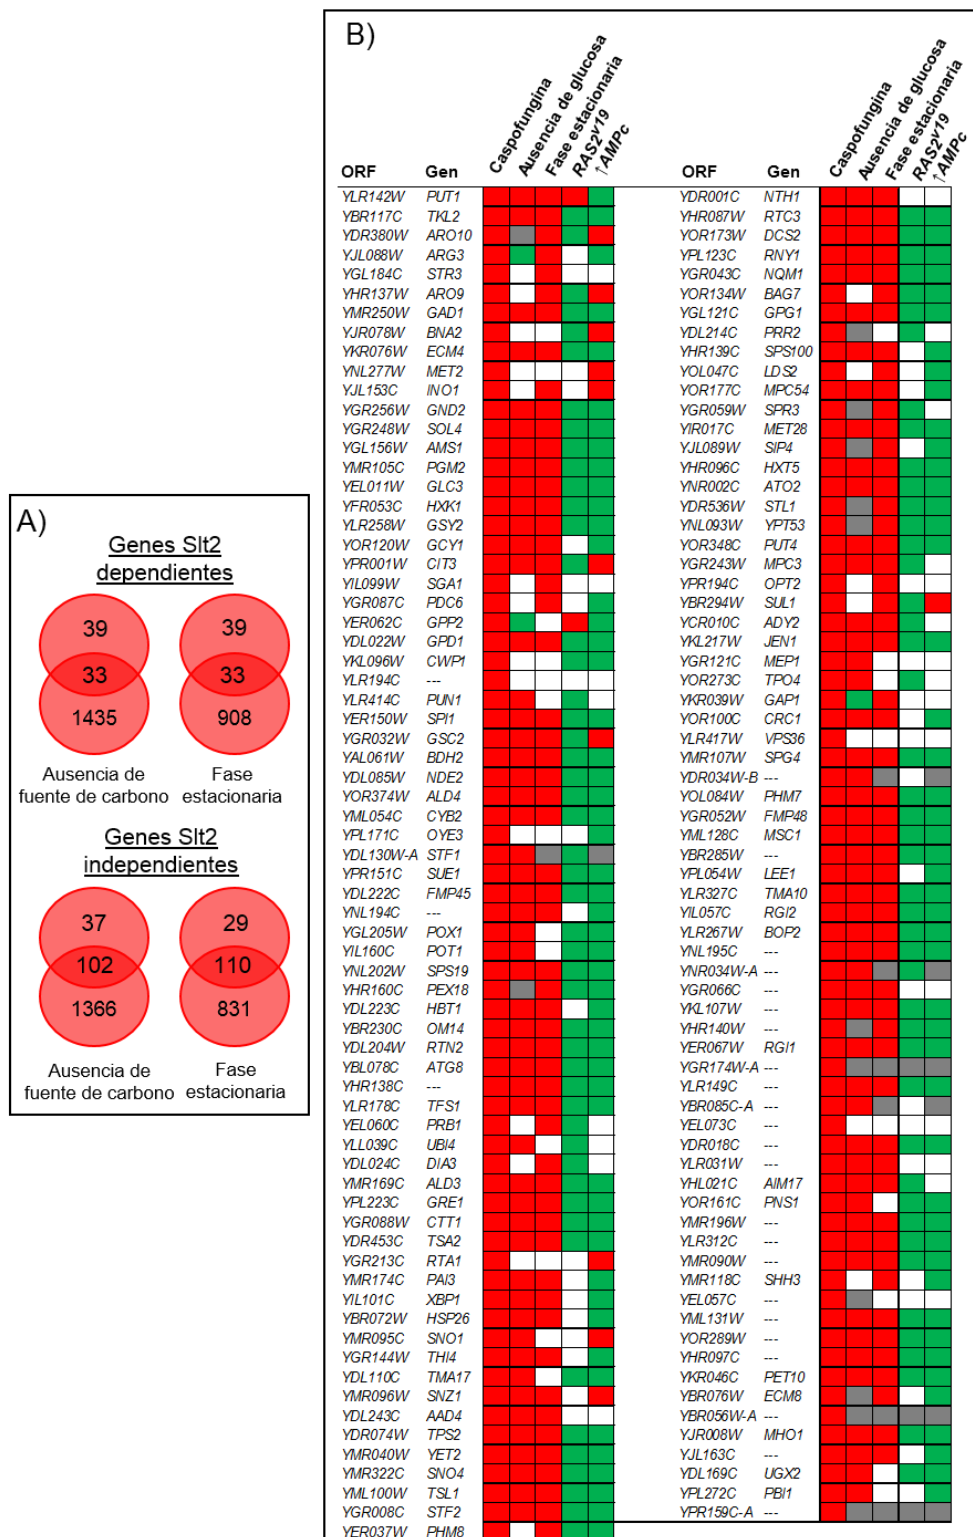 A)
Genes Slt2
dependientes
39
39
33
33
1435
908
Ausencia de
fuente de carbono
Fase
estacionaria
Genes Slt2
independientes
37
29
102
110
1366
831
Ausencia de
fuente de carbono
Fase
estacionaria
B)
ORF Gen Caspofungina Ausencia de glucosa Fase estacionaria RAS2V19 ↑AMPc
YLR142W PUT1
YBR117C TKL2
YDR380W ARO10
YJL088W ARG3
YGL184C STR3
YHR137W ARO9
YMR250W GAD1
YJR078W BNA2
YKR076W ECM4
YNL277W MET2
YJL153C INO1
YGR256W GND2
YGR248W SOL4
YGL156W AMS1
YMR105C PGM2
YEL011W GLC3
YFR053C HXK1
YLR258W GSY2
YOR120W GCY1
YPR001W CIT3
YIL099W SGA1
YGR087C PDC6
YER062C GPP2
YDL022W GPD1
YKL096W CWP1
YLR194C ---
YLR414C PUN1
YER150W SPI1
YGR032W GSC2
YAL061W BDH2
YDL085W NDE2
YOR374W ALD4
YML054C CYB2
YPL171C OYE3
YDL130W-A STF1
YPR151C SUE1
YDL222C FMP45
YNL194C ---
YGL205W POX1
YIL160C POT1
YNL202W SPS19
YHR160C PEX18
YDL223C HBT1
YBR230C OM14
YDL204W RTN2
YBL078C ATG8
YHR138C ---
YLR178C TFS1
YEL060C PRB1
YLL039C UBI4
YDL024C DIA3
YMR169C ALD3
YPL223C GRE1
YGR088W CTT1
YDR453C TSA2
YGR213C RTA1
YMR174C PAI3
YIL101C XBP1
YBR072W HSP26
YMR095C SNO1
YGR144W THI4
YDL110C TMA17
YMR096W SNZ1
YDL243C AAD4
YDR074W TPS2
YMR040W YET2
YMR322C SNO4
YML100W TSL1
YGR008C STF2
YER037W PHM8
ORF Gen Caspofungina Ausencia de glucosa Fase estacionaria RAS2V19 ↑AMPc
YDR001C NTH1
YHR087W RTC3
YOR173W DCS2
YPL123C RNY1
YGR043C NQM1
YOR134W BAG7
YGL121C GPG1
YDL214C PRR2
YHR139C SPS100
YOL047C LDS2
YOR177C MPC54
YGR059W SPR3
YIR017C MET28
YJL089W SIP4
YHR096C HXT5
YNR002C ATO2
YDR536W STL1
YNL093W YPT53
YOR348C PUT4
YGR243W MPC3
YPR194C OPT2
YBR294W SUL1
YCR010C ADY2
YKL217W JEN1
YGR121C MEP1
YOR273C TPO4
YKR039W GAP1
YOR100C CRC1
YLR417W VPS36
YMR107W SPG4
YDR034W-B ---
YOL084W PHM7
YGR052W FMP48
YML128C MSC1
YBR285W ---
YPL054W LEE1
YLR327C TMA10
YIL057C RGI2
YLR267W BOP2
YNL195C ---
YNR034W-A ---
YGR066C ---
YKL107W ---
YHR140W ---
YER067W RGI1
YGR174W-A ---
YLR149C ---
YBR085C-A ---
YEL073C ---
YDR018C ---
YLR031W ---
YHL021C AIM17
YOR161C PNS1
YMR196W ---
YLR312C ---
YMR090W ---
YMR118C SHH3
YEL057C ---
YML131W ---
YOR289W ---
YHR097C ---
YKR046C PET10
YBR076W ECM8
YBR056W-A ---
YJR008W MHO1
YJL163C ---
YDL169C UGX2
YPL272C PBI1
YPR159C-A ---